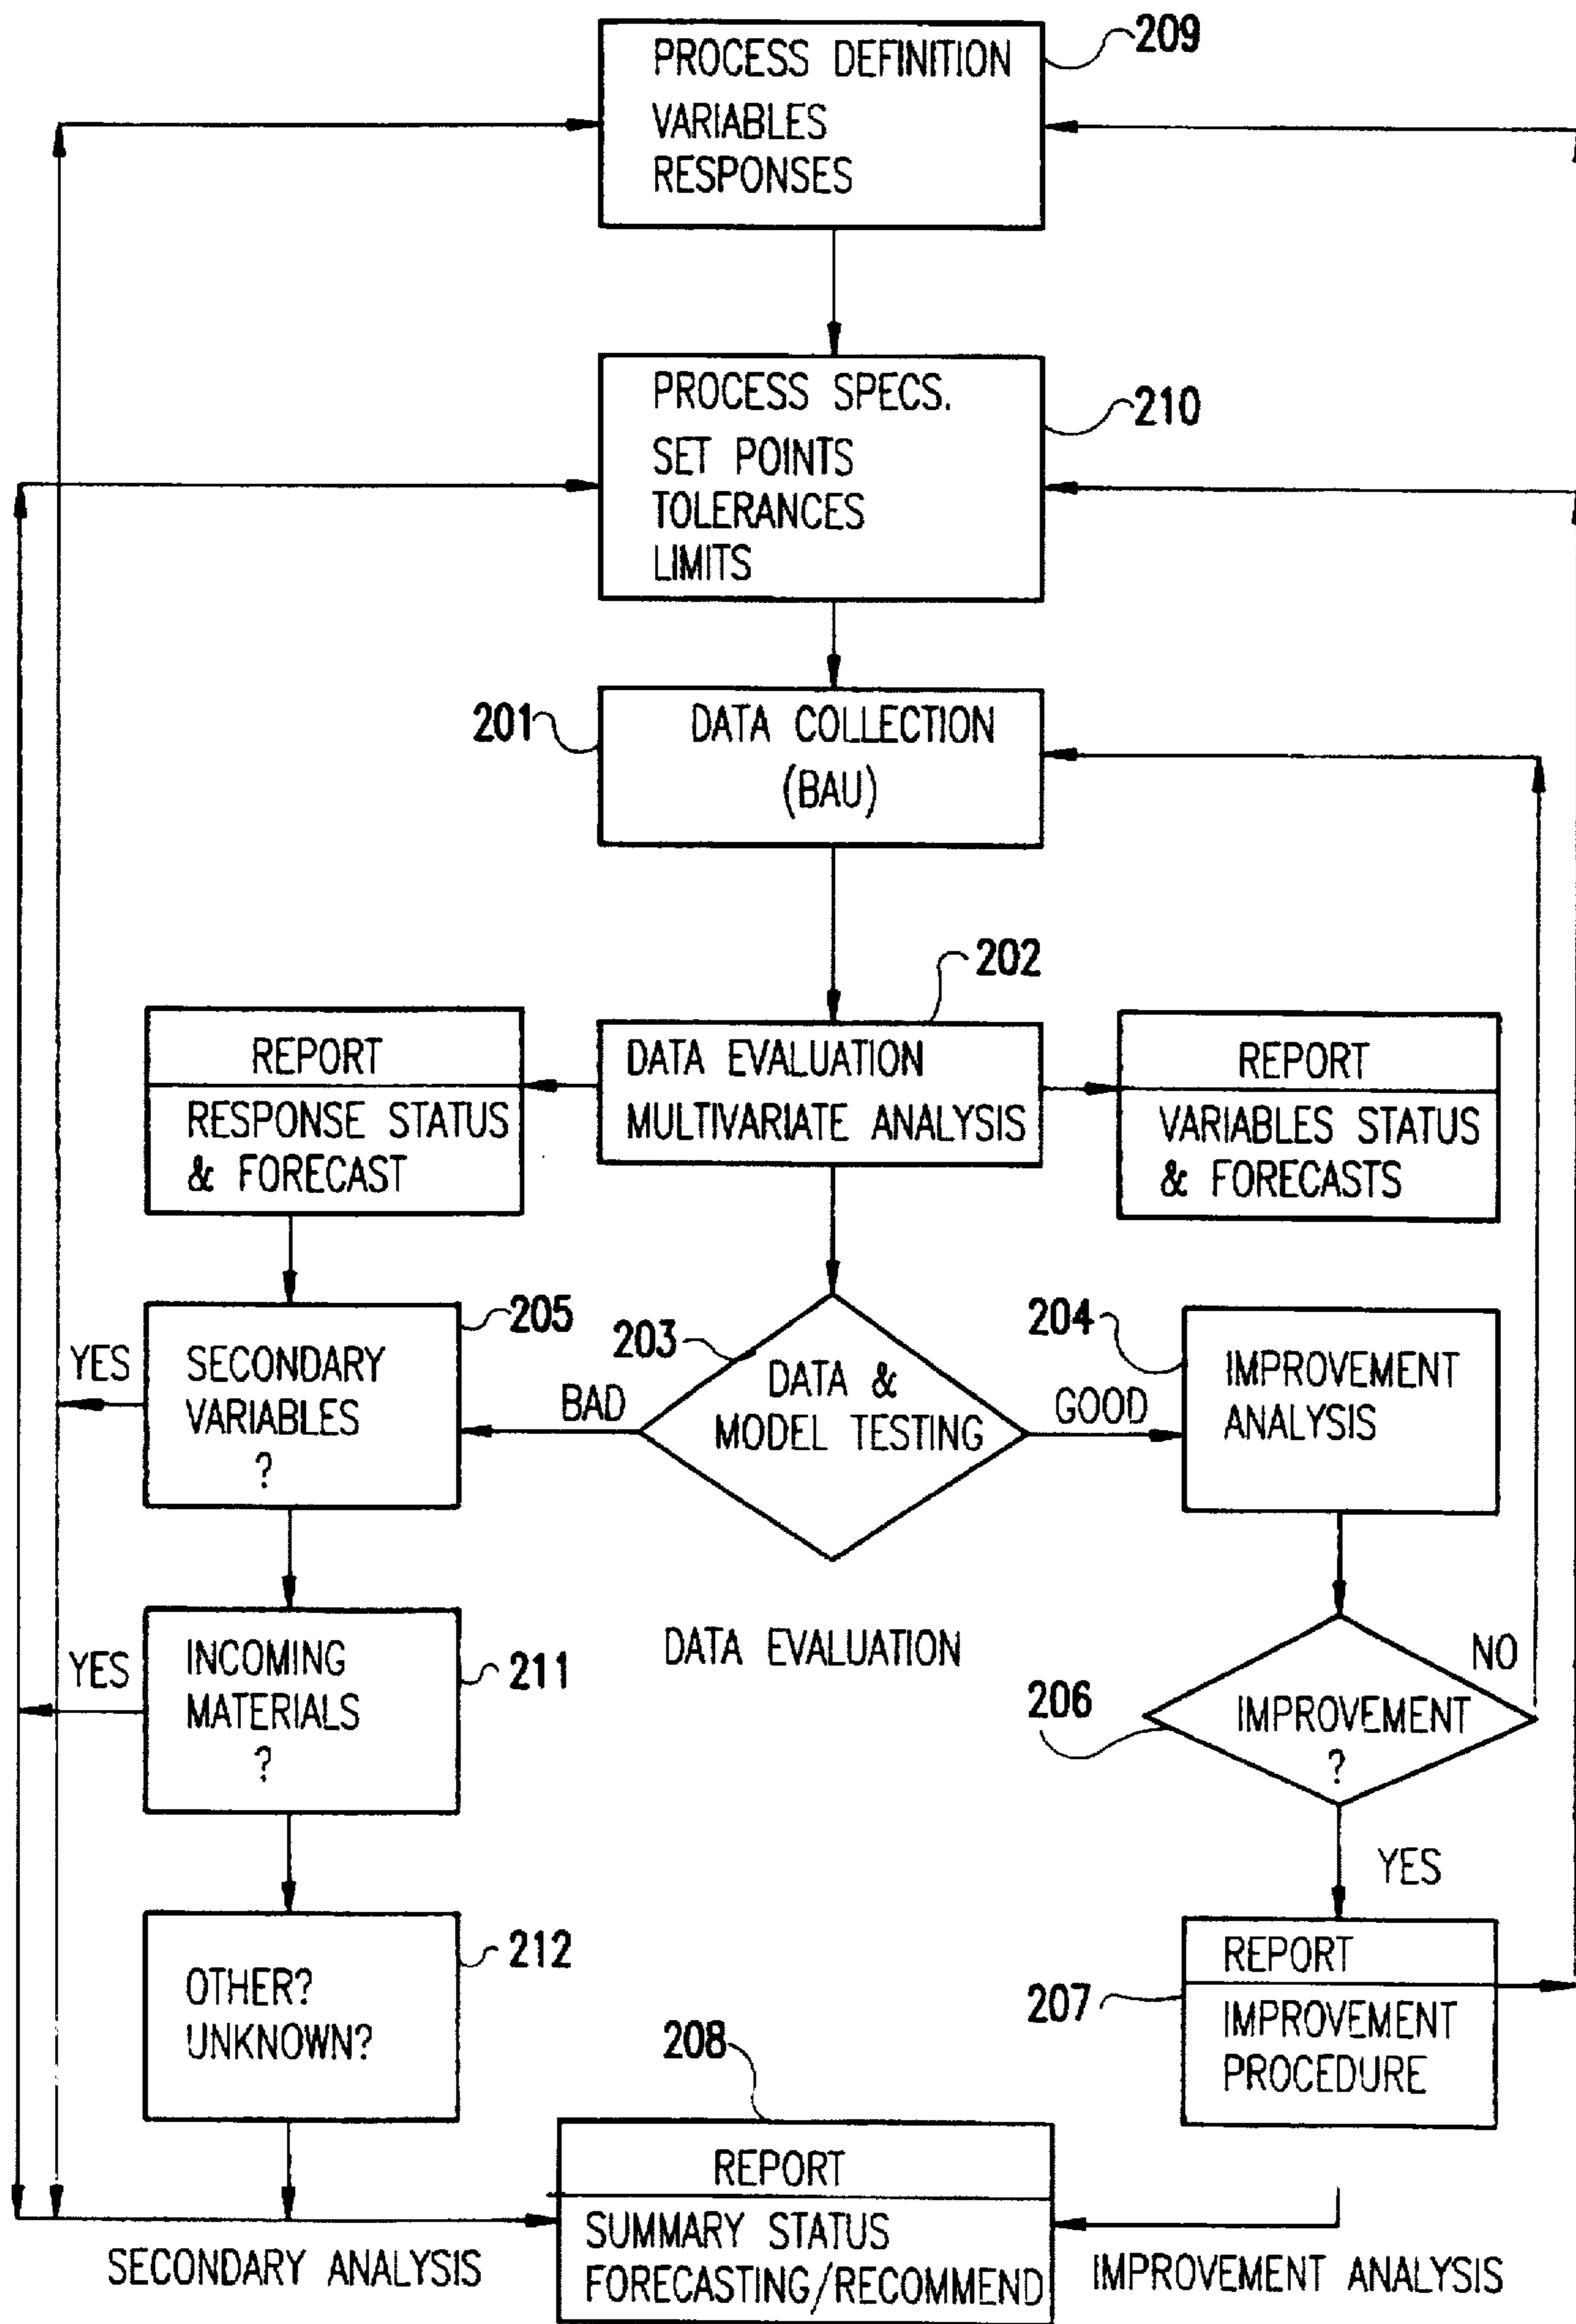 PROCESS DEFINITION
VARIABLES
RESPONSES
209
PROCESS SPECS.
SET POINTS
TOLERANCES
LIMITS
210
201
DATA COLLECTION
(BAU)
202
REPORT
RESPONSE STATUS
& FORECAST
DATA EVALUATION
MULTIVARIATE ANALYSIS
REPORT
VARIABLES STATUS
& FORECASTS
YES
SECONDARY
VARIABLES
?
205
BAD
203
DATA &
MODEL TESTING
GOOD
204
IMPROVEMENT
ANALYSIS
YES
INCOMING
MATERIALS
?
211
DATA EVALUATION
206
IMPROVEMENT
?
NO
YES
OTHER?
UNKNOWN?
212
207
REPORT
IMPROVEMENT
PROCEDURE
208
REPORT
SUMMARY STATUS
FORECASTING/RECOMMEND
SECONDARY ANALYSIS
IMPROVEMENT ANALYSIS